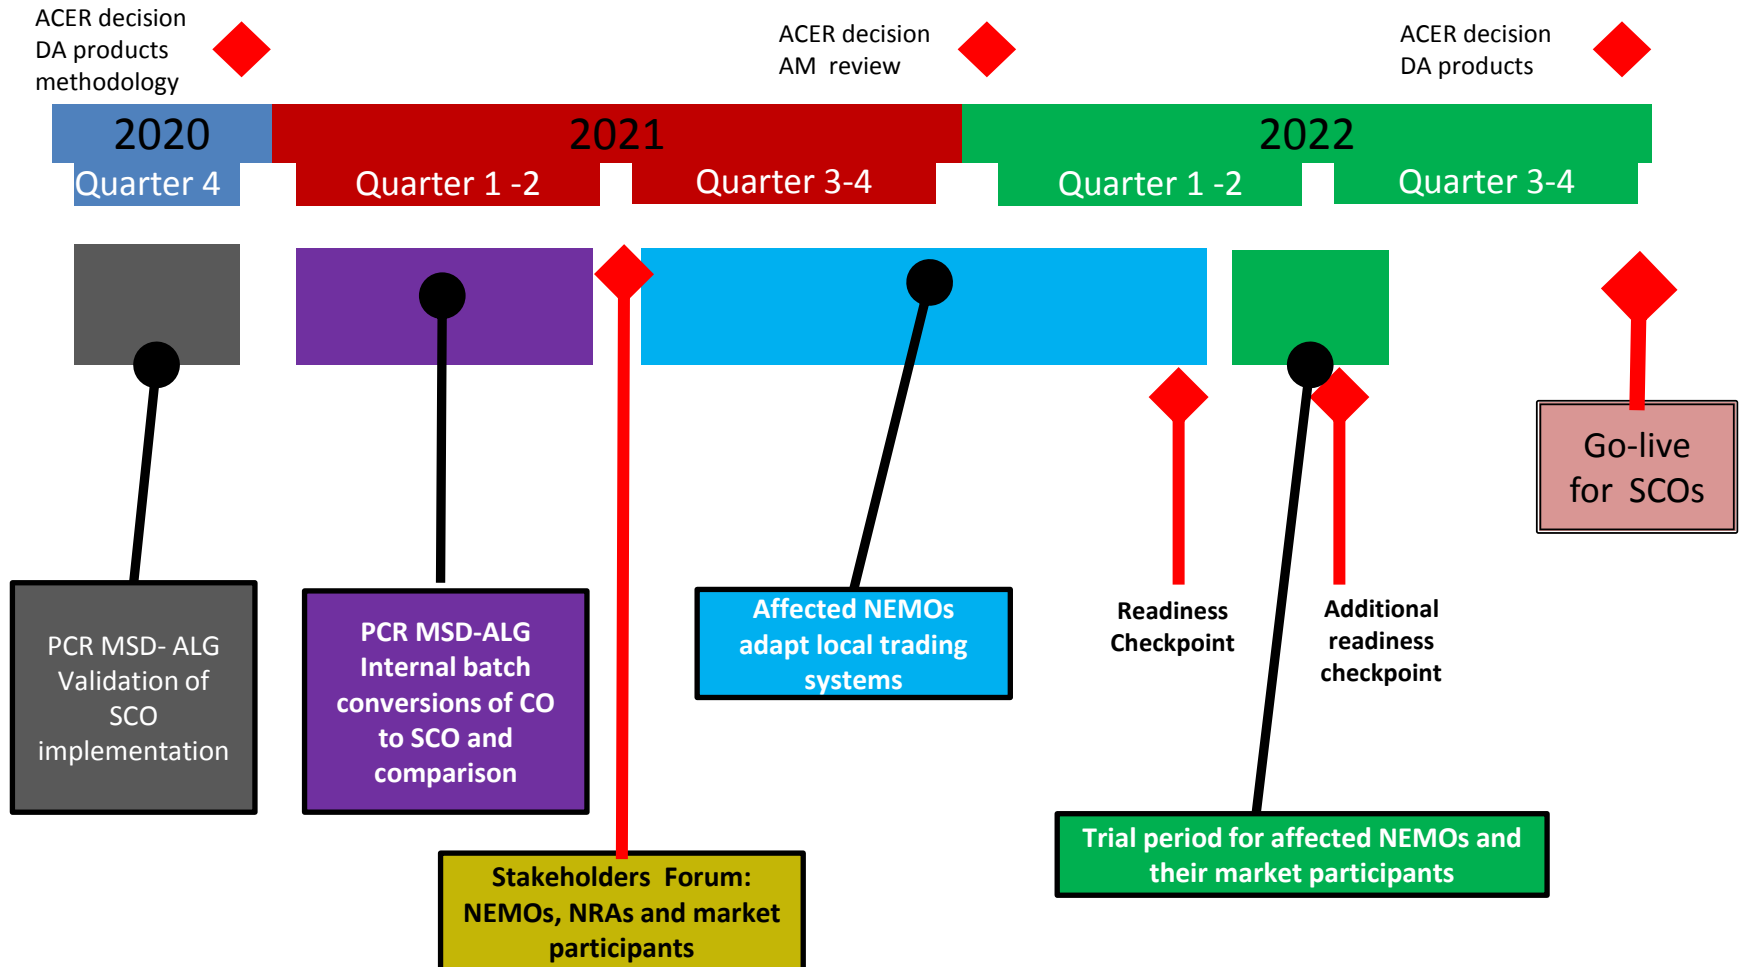 ACER decision
DA products
methodology
ACER decision
AM review
ACER decision
DA products
2020
2021
2022
Quarter 4
Quarter 1 -2
Quarter 3-4
Quarter 1 -2
Quarter 3-4
Go-live
for SCOs
PCR MSD- ALG
Validation of
SCO
implementation
PCR MSD-ALG
Internal batch
conversions of CO
to SCO and
comparison
Affected NEMOs
adapt local trading
systems
Readiness
Checkpoint
Additional
readiness
checkpoint
Trial period for affected NEMOs and
their market participants
Stakeholders Forum:
NEMOs, NRAs and market
participants